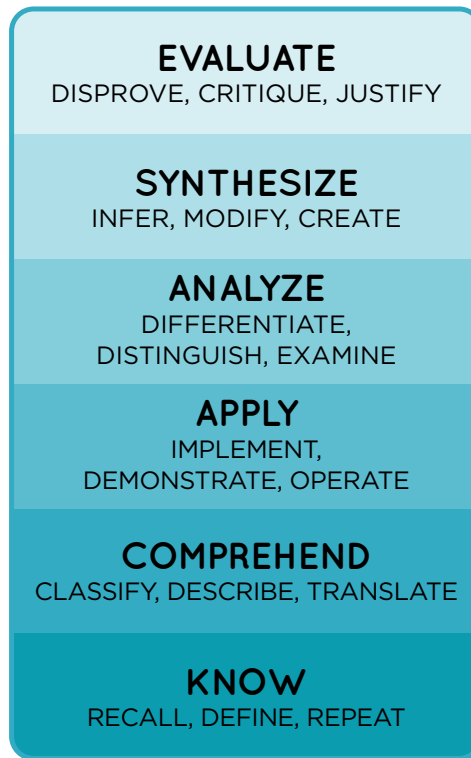 EVALUATE
DISPROVE, CRITIQUE, JUSTIFY
SYNTHESIZE
INFER, MODIFY, CREATE
ANALYZE
DIFFERENTIATE,
DISTINGUISH, EXAMINE
APPLY
IMPLEMENT,
DEMONSTRATE, OPERATE
COMPREHEND
CLASSIFY, DESCRIBE, TRANSLATE
KNOW
RECALL, DEFINE, REPEAT